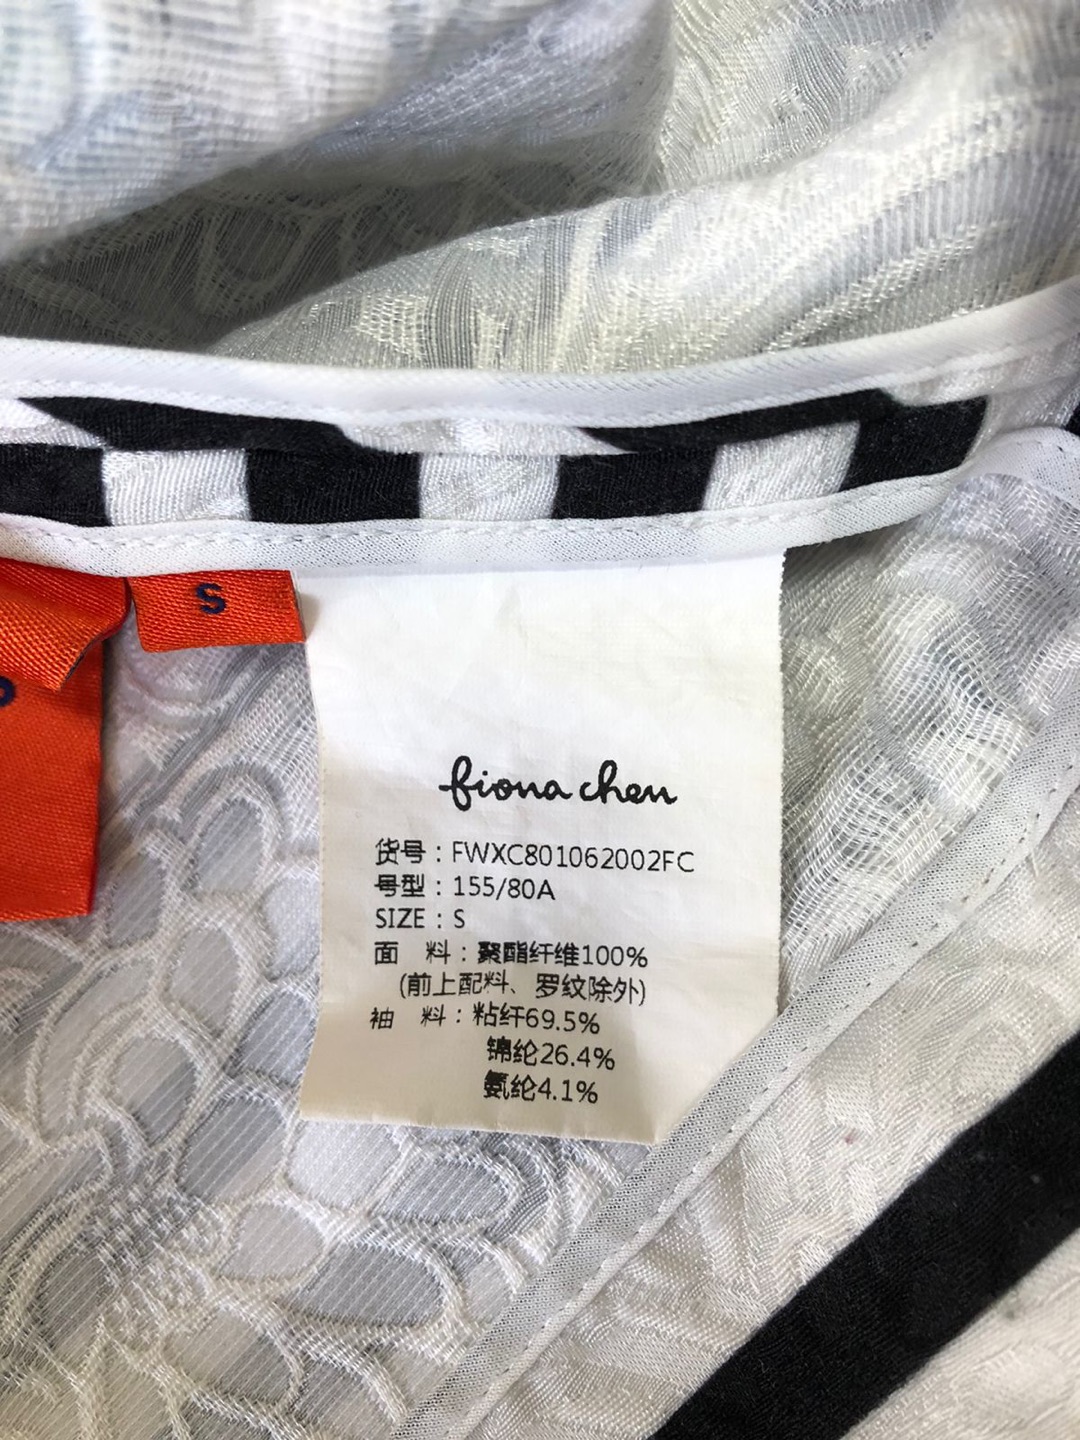 S
fiona chen
货号：FWXC801062002FC
号型：155/80A
SIZE：S
面 料：聚酯纤维100%
(前上配料、罗纹除外)
袖 料：粘纤69.5%
锦纶26.4%
氨纶4.1%